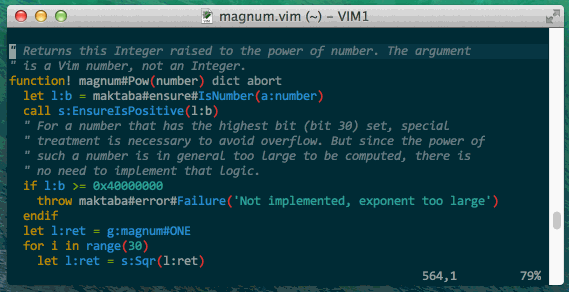 magnum.vim (~) – VIM1
" Returns this Integer raised to the power of number. The argument
" is a Vim number, not an Integer.
function! magnum#Pow(number) dict abort
  let l:b = maktaba#ensure#IsNumber(a:number)
  call s:EnsureIsPositive(l:b)
  " For a number that has the highest bit (bit 30) set, special
  " treatment is necessary to avoid overflow. But since the power of
  " such a number is in general too large to be computed, there is
  " no need to implement that logic.
  if l:b >= 0x40000000
    throw maktaba#error#Failure('Not implemented, exponent too large')
  endif
  let l:ret = g:magnum#ONE
  for i in range(30)
    let l:ret = s:Sqr(l:ret)
564,1 79%